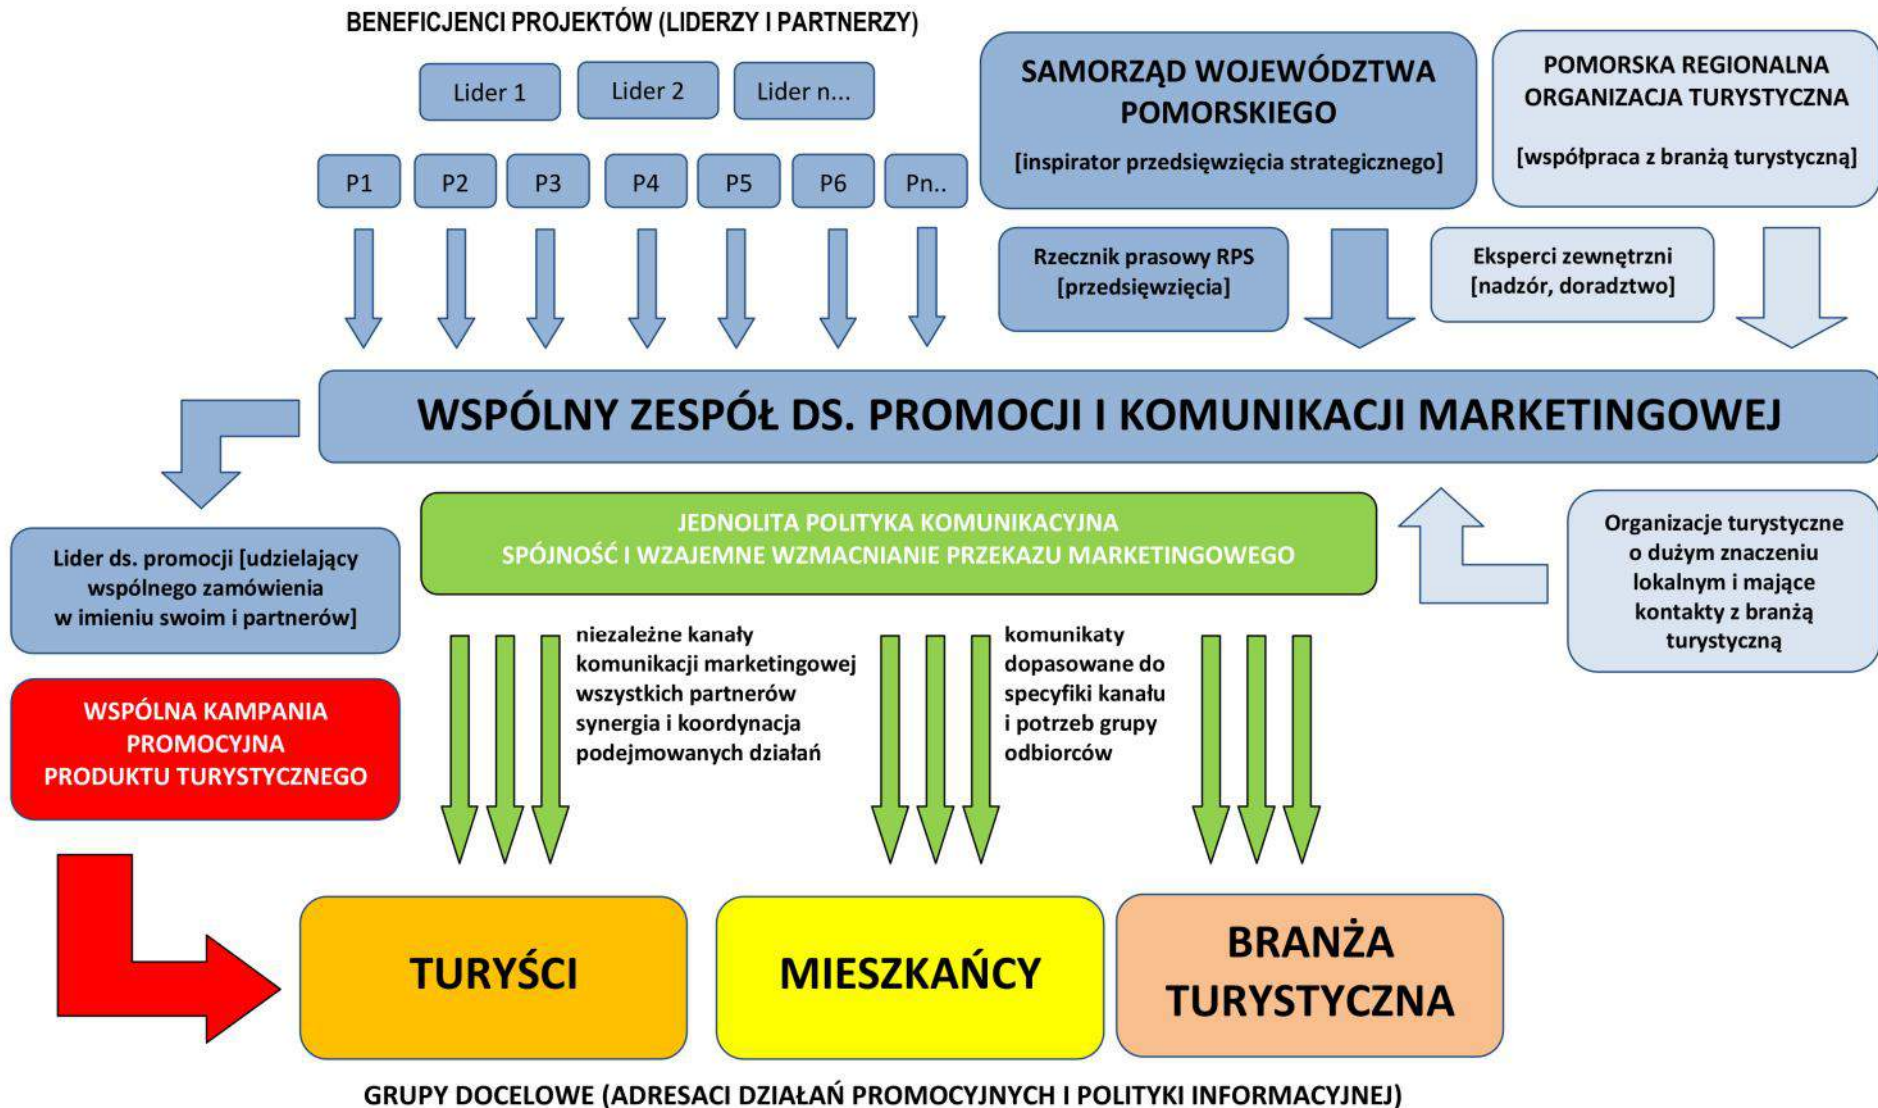 BENEFICJENCI PROJEKTÓW (LIDERZY I PARTNERZY)
Lider 1
Lider 2
Lider n...
P1
P2
P3
P4
P5
P6
Pn..
SAMORZĄD WOJEWÓDZTWA
POMORSKIEGO
[inspirator przedsięwzięcia strategicznego]
POMORSKA REGIONALNA
ORGANIZACJA TURYSTYCZNA
[współpraca z branżą turystyczną]
Rzecznik prasowy RPS
[przedsięwzięcia]
Eksperci zewnętrzni
[nadzór, doradztwo]
WSPÓLNY ZESPÓŁ DS. PROMOCJI I KOMUNIKACJI MARKETINGOWEJ
JEDNOLITA POLITYKA KOMUNIKACYJNA
SPÓJNOŚĆ I WZAJEMNE WZMACNIANIE PRZEKAZU MARKETINGOWEGO
Organizacje turystyczne
o dużym znaczeniu
lokalnym i mające
kontakty z branżą
turystyczną
Lider ds. promocji [udzielający
wspólnego zamówienia
w imieniu swoim i partnerów]
WSPÓLNA KAMPANIA
PROMOCYJNA
PRODUKTU TURYSTYCZNEGO
niezależne kanały
komunikacji marketingowej
wszystkich partnerów
synergia i koordynacja
podejmowanych działań
komunikaty
dopasowane do
specyfiki kanału
i potrzeb grupy
odbiorców
TURYŚCI
MIESZKAŃCY
BRANŻA
TURYSTYCZNA
GRUPY DOCELOWE (ADRESACI DZIAŁAŃ PROMOCYJNYCH I POLITYKI INFORMACYJNEJ)